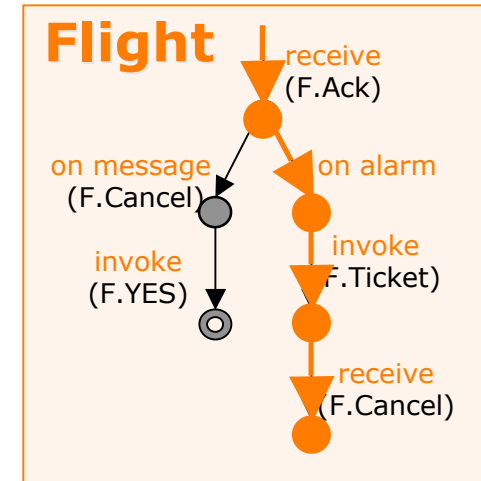 Flight
receive
(F.Ack)
on message
(F.Cancel)
on alarm
invoke
(F.YES)
invoke
(F.Ticket)
receive
(F.Cancel)